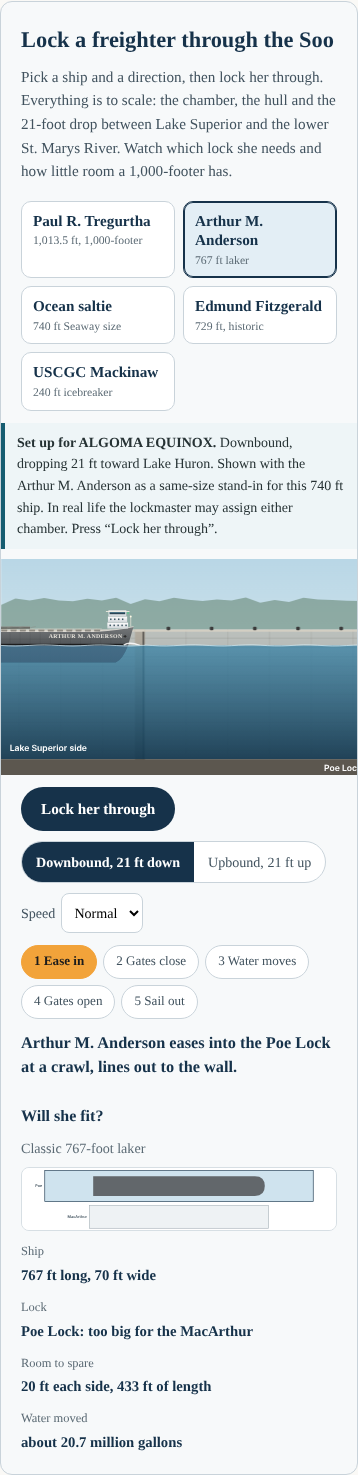 Lock a freighter through the Soo
Pick a ship and a direction, then lock her through.
Everything is to scale: the chamber, the hull and the
21-foot drop between Lake Superior and the lower
St. Marys River. Watch which lock she needs and
how little room a 1,000-footer has.
Paul R. Tregurtha
1,013.5 ft, 1,000-footer
Arthur M.
Anderson
767 ft laker
Ocean saltie
740 ft Seaway size
Edmund Fitzgerald
729 ft, historic
USCGC Mackinaw
240 ft icebreaker
Set up for ALGOMA EQUINOX. Downbound,
dropping 21 ft toward Lake Huron. Shown with the
Arthur M. Anderson as a same-size stand-in for this 740 ft
ship. In real life the lockmaster may assign either
chamber. Press “Lock her through”.
ARTHUR M. ANDERSON
Lake Superior side
Poe Loc
Lock her through
Downbound, 21 ft down
Upbound, 21 ft up
Speed
Normal
1 Ease in
2 Gates close
3 Water moves
4 Gates open
5 Sail out
Arthur M. Anderson eases into the Poe Lock
at a crawl, lines out to the wall.
Will she fit?
Classic 767-foot laker
Poe
MacArthur
Ship
767 ft long, 70 ft wide
Lock
Poe Lock: too big for the MacArthur
Room to spare
20 ft each side, 433 ft of length
Water moved
about 20.7 million gallons